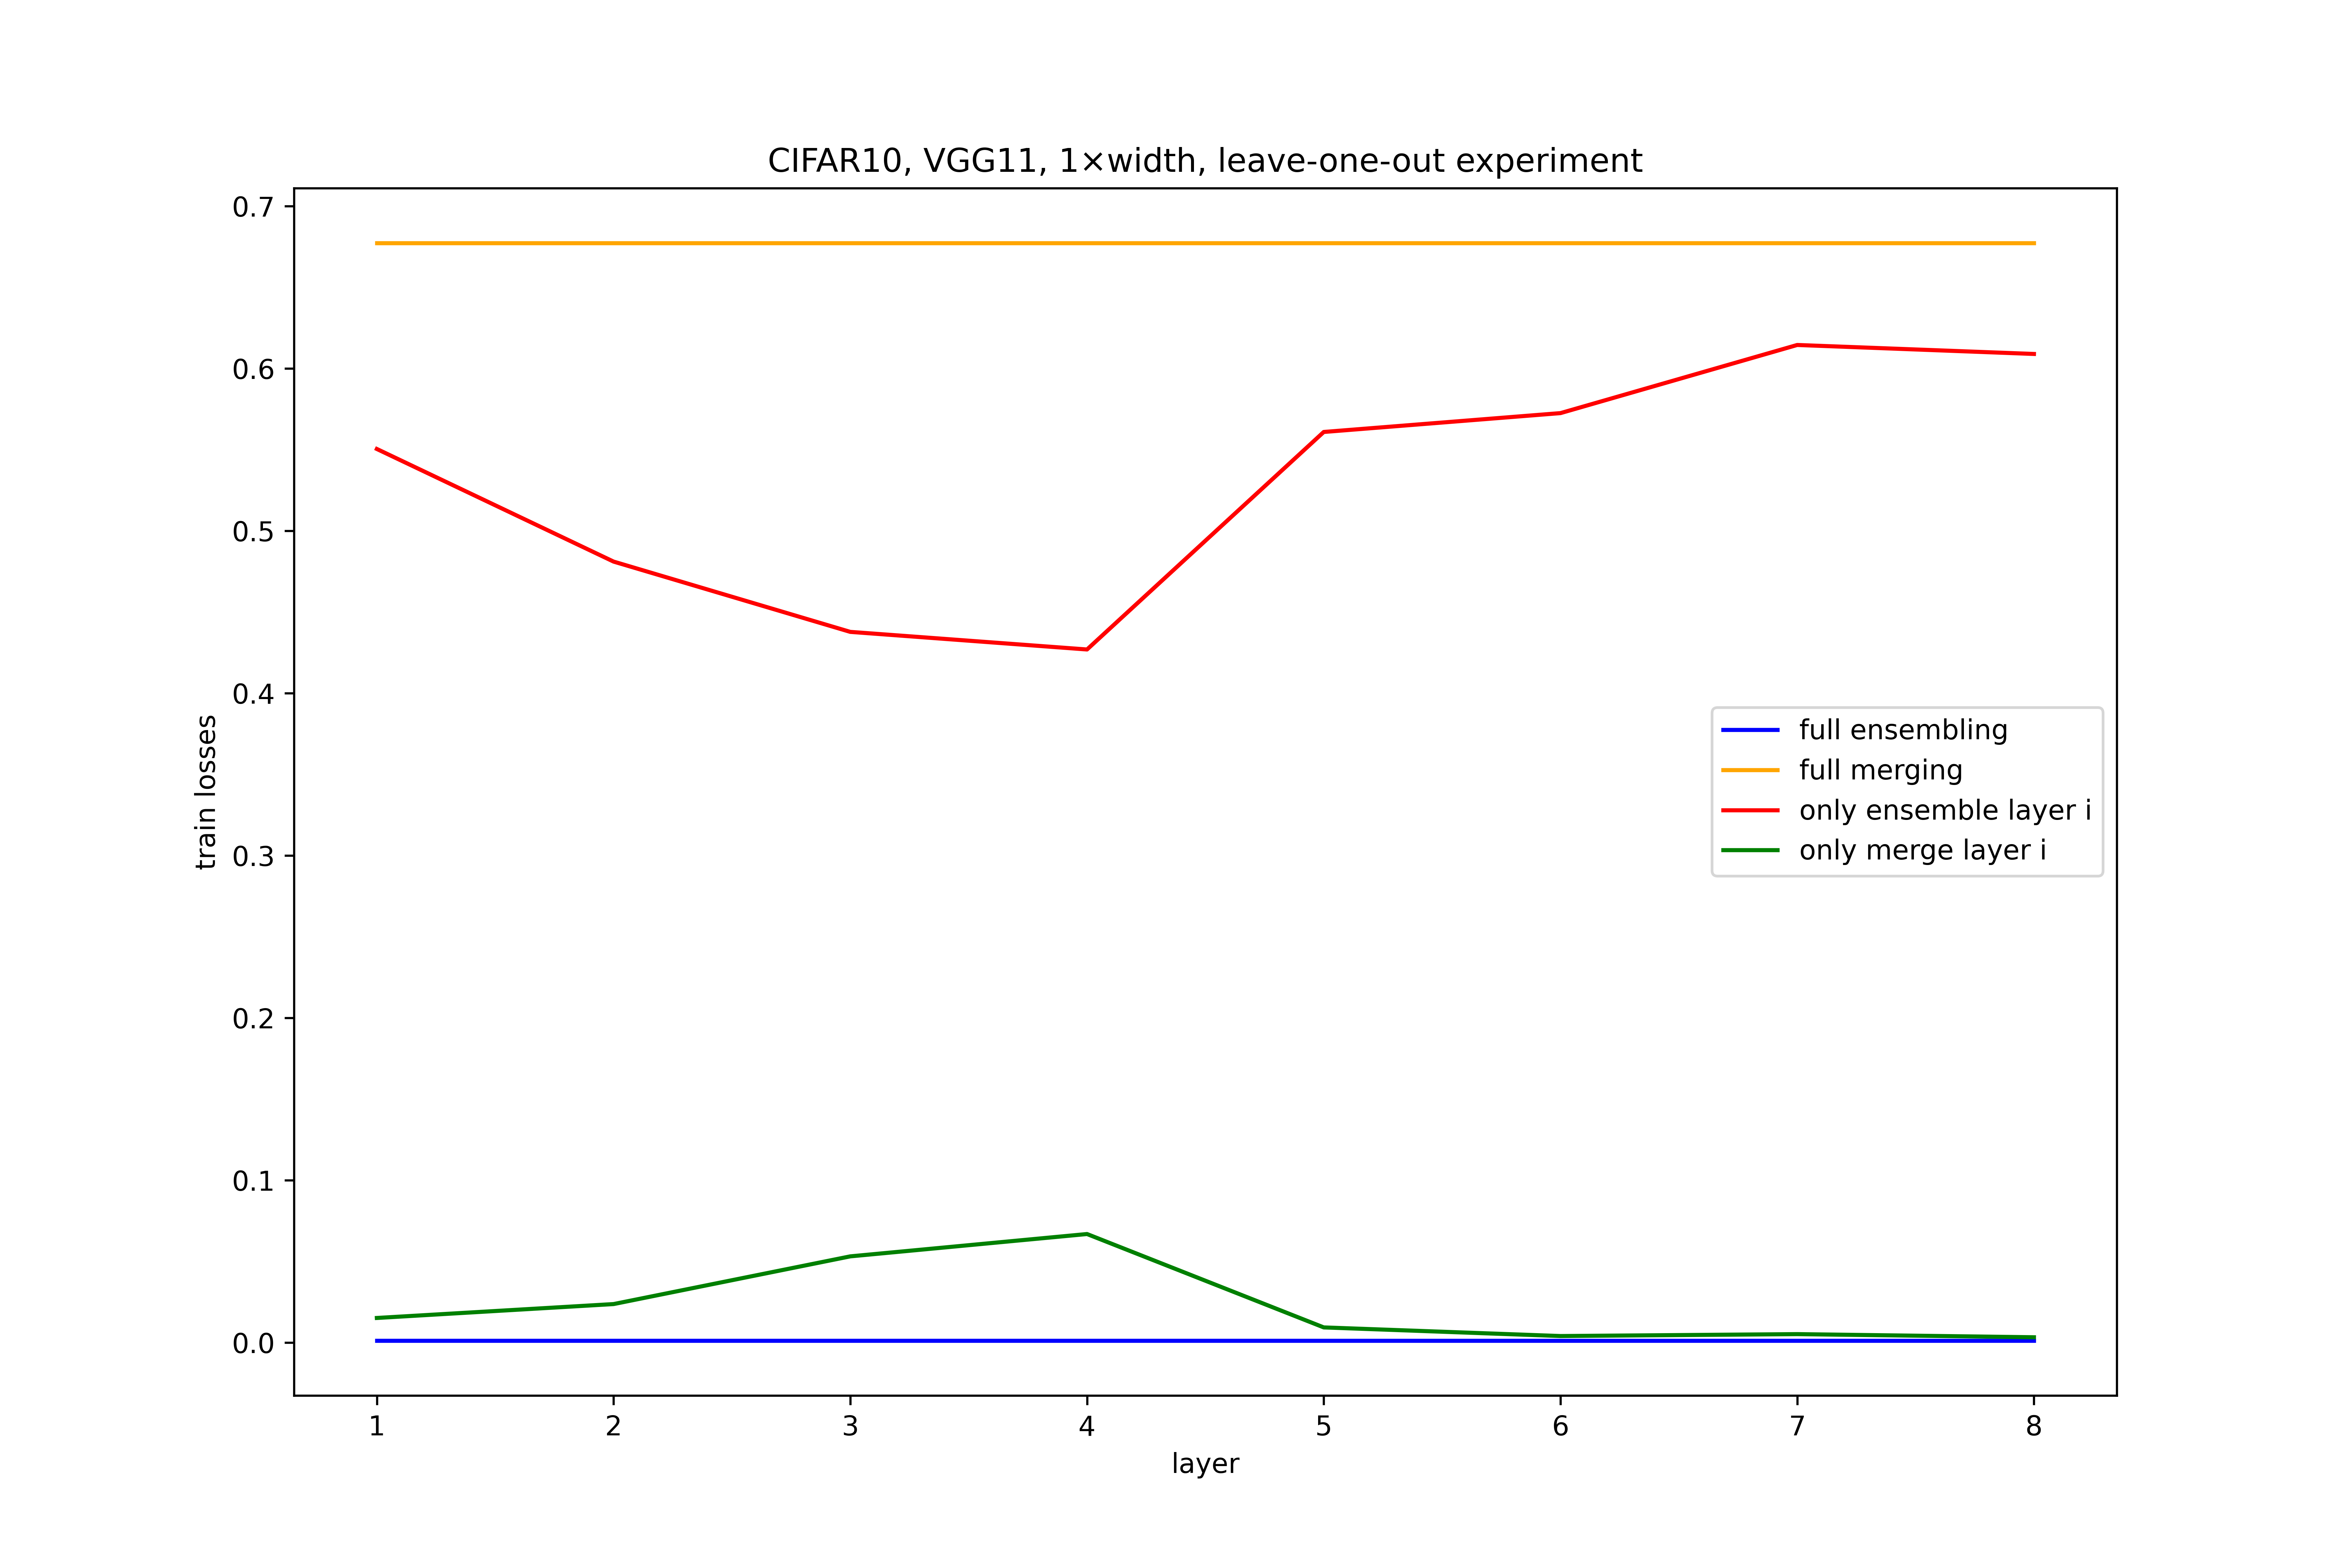 CIFAR10, VGG11, 1×width, leave-one-out experiment
train losses
0.7
0.6
0.5
0.4
0.3
0.2
0.1
0.0
full ensembling
full merging
only ensemble layer i
only merge layer i
1 2 3 4 5 6 7 8
layer